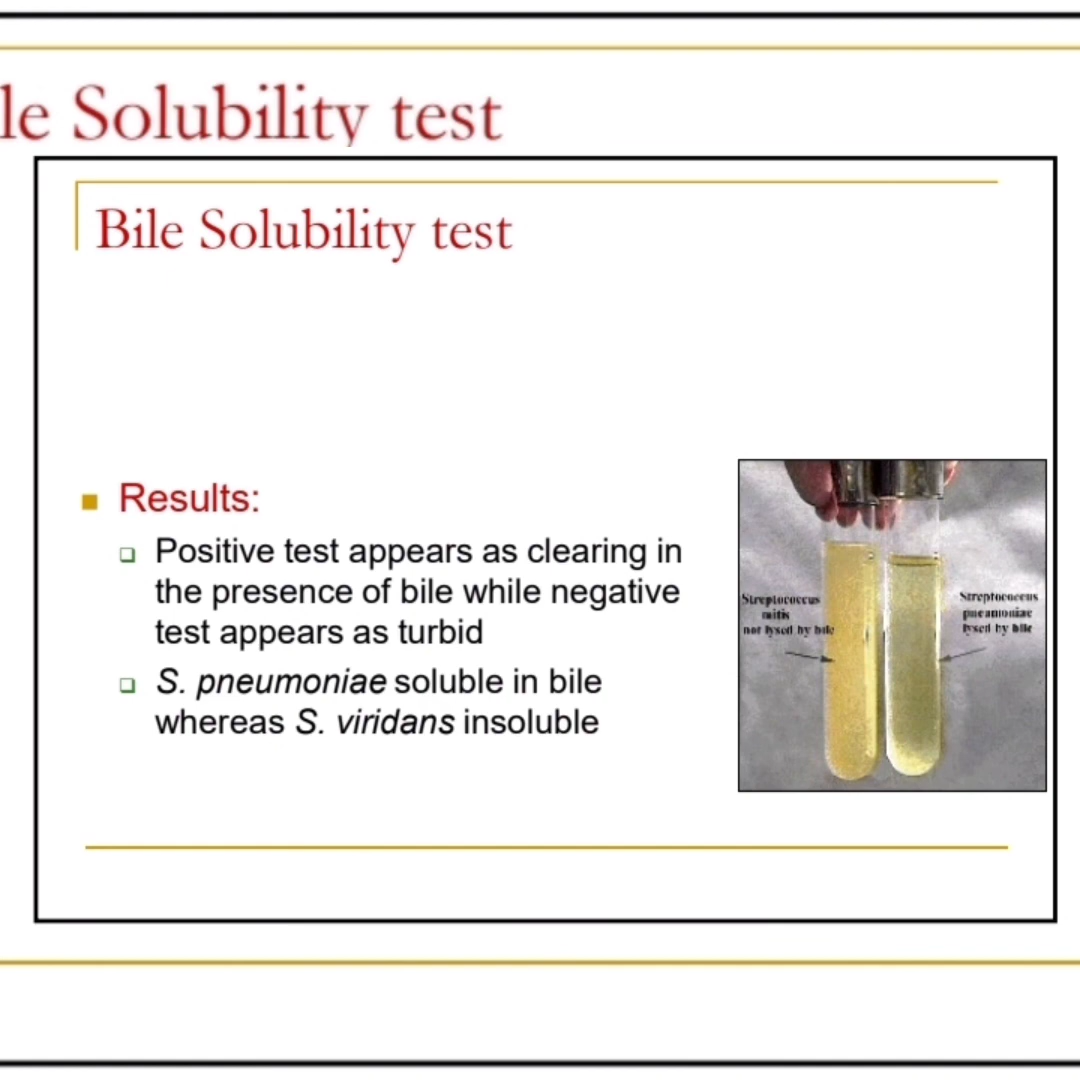 le Solubility test
Bile Solubility test
Results:
Positive test appears as clearing in
the presence of bile while negative
test appears as turbid
S. pneumoniae soluble in bile
whereas S. viridans insoluble
Streptococcus
mitis
not lysed by bile
Streptococcus
pneumoniae
lysed by bile